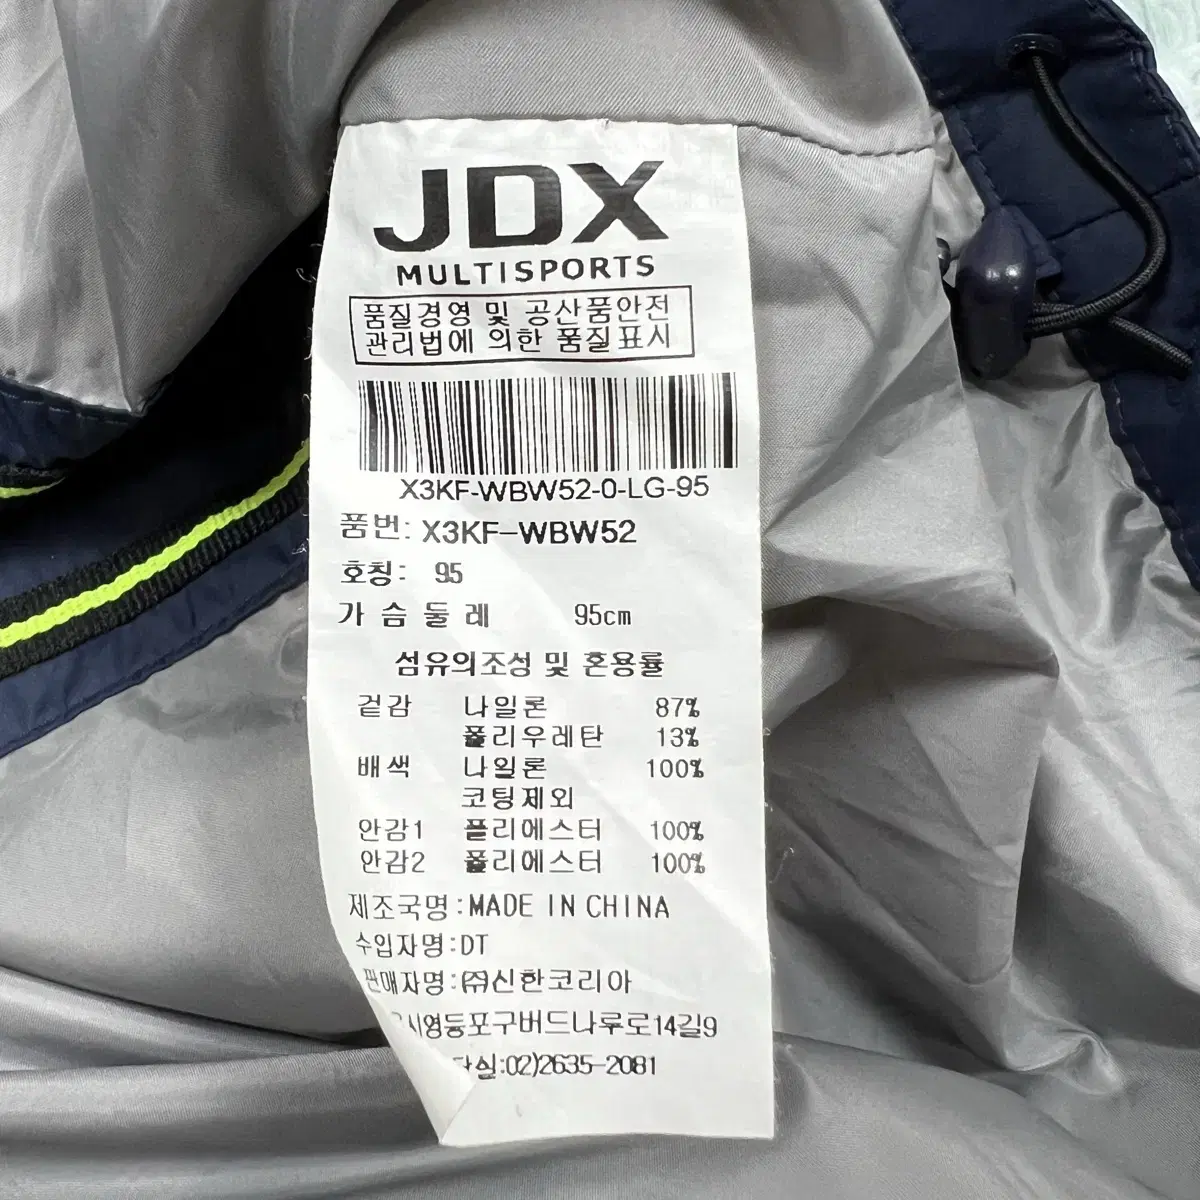 JDX
MULTISPORTS
품질경영 및 공산품안전
관리법에 의한 품질표시
X3KF-WBW52-0-LG-95
품번: X3KF-WBW52
호칭: 95
가슴둘레 95cm
섬유의조성 및 혼용률
겉감 나일론 87%
폴리우레탄 13%
배색 나일론 100%
코팅제외
안감1 폴리에스터 100%
안감2 폴리에스터 100%
제조국명:MADE IN CHINA
수입자명:DT
판매자명:㈜신한코리아
시영등포구버드나루로14길9
실:02)2635-2081